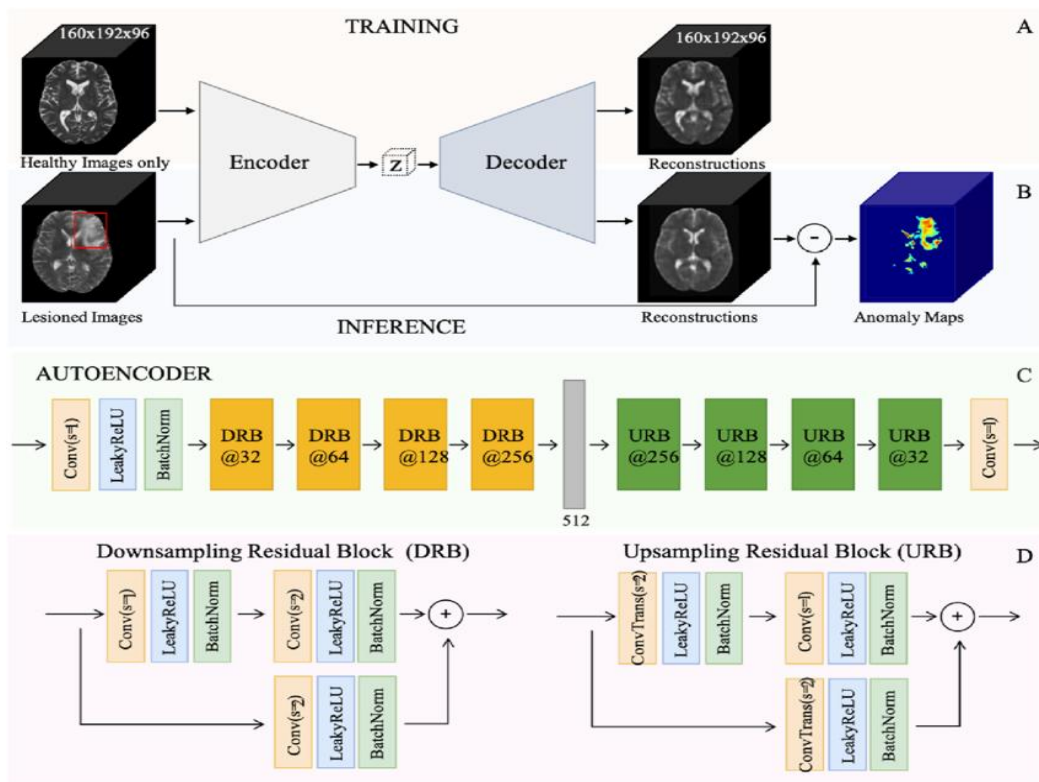 TRAINING
A
160x192x96
160x192x96
Encoder
Z
Decoder
Healthy Images only
Reconstructions
B
-
Lesioned Images
INFERENCE
Reconstructions
Anomaly Maps
AUTOENCODER
C
Conv(s=1)
LeakyReLU
BatchNorm
DRB
@32
DRB
@64
DRB
@128
DRB
@256
512
URB
@256
URB
@128
URB
@64
URB
@32
Conv(s=1)
Downsampling Residual Block (DRB)
Upsampling Residual Block (URB)
D
Conv(s=1)
LeakyReLU
BatchNorm
Conv(s=2)
LeakyReLU
BatchNorm
+
Conv(s=2)
LeakyReLU
BatchNorm
ConvTrans(s=2)
LeakyReLU
BatchNorm
Conv(s=1)
LeakyReLU
BatchNorm
+
ConvTrans(s=2)
LeakyReLU
BatchNorm